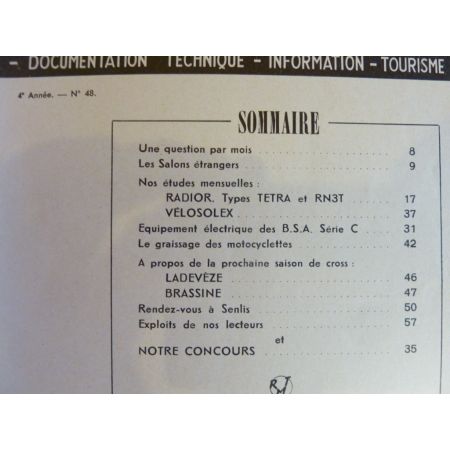 - DOCUMENTATION TECHNIQUE - INFORMATION - TOURISME
4e Année. — N° 48.
SOMMAIRE
Une question par mois 8
Les Salons étrangers 9
Nos études mensuelles :
RADIOR. Types TETRA et RN3T 17
VÉLOSOLEX 37
Equipement électrique des B.S.A. Série C 31
Le graissage des motocyclettes 42
A propos de la prochaine saison de cross :
LADEVÈZE 46
BRASSINE 47
Rendez-vous à Senlis 50
Exploits de nos lecteurs 57
et
NOTRE CONCOURS 35
RMT